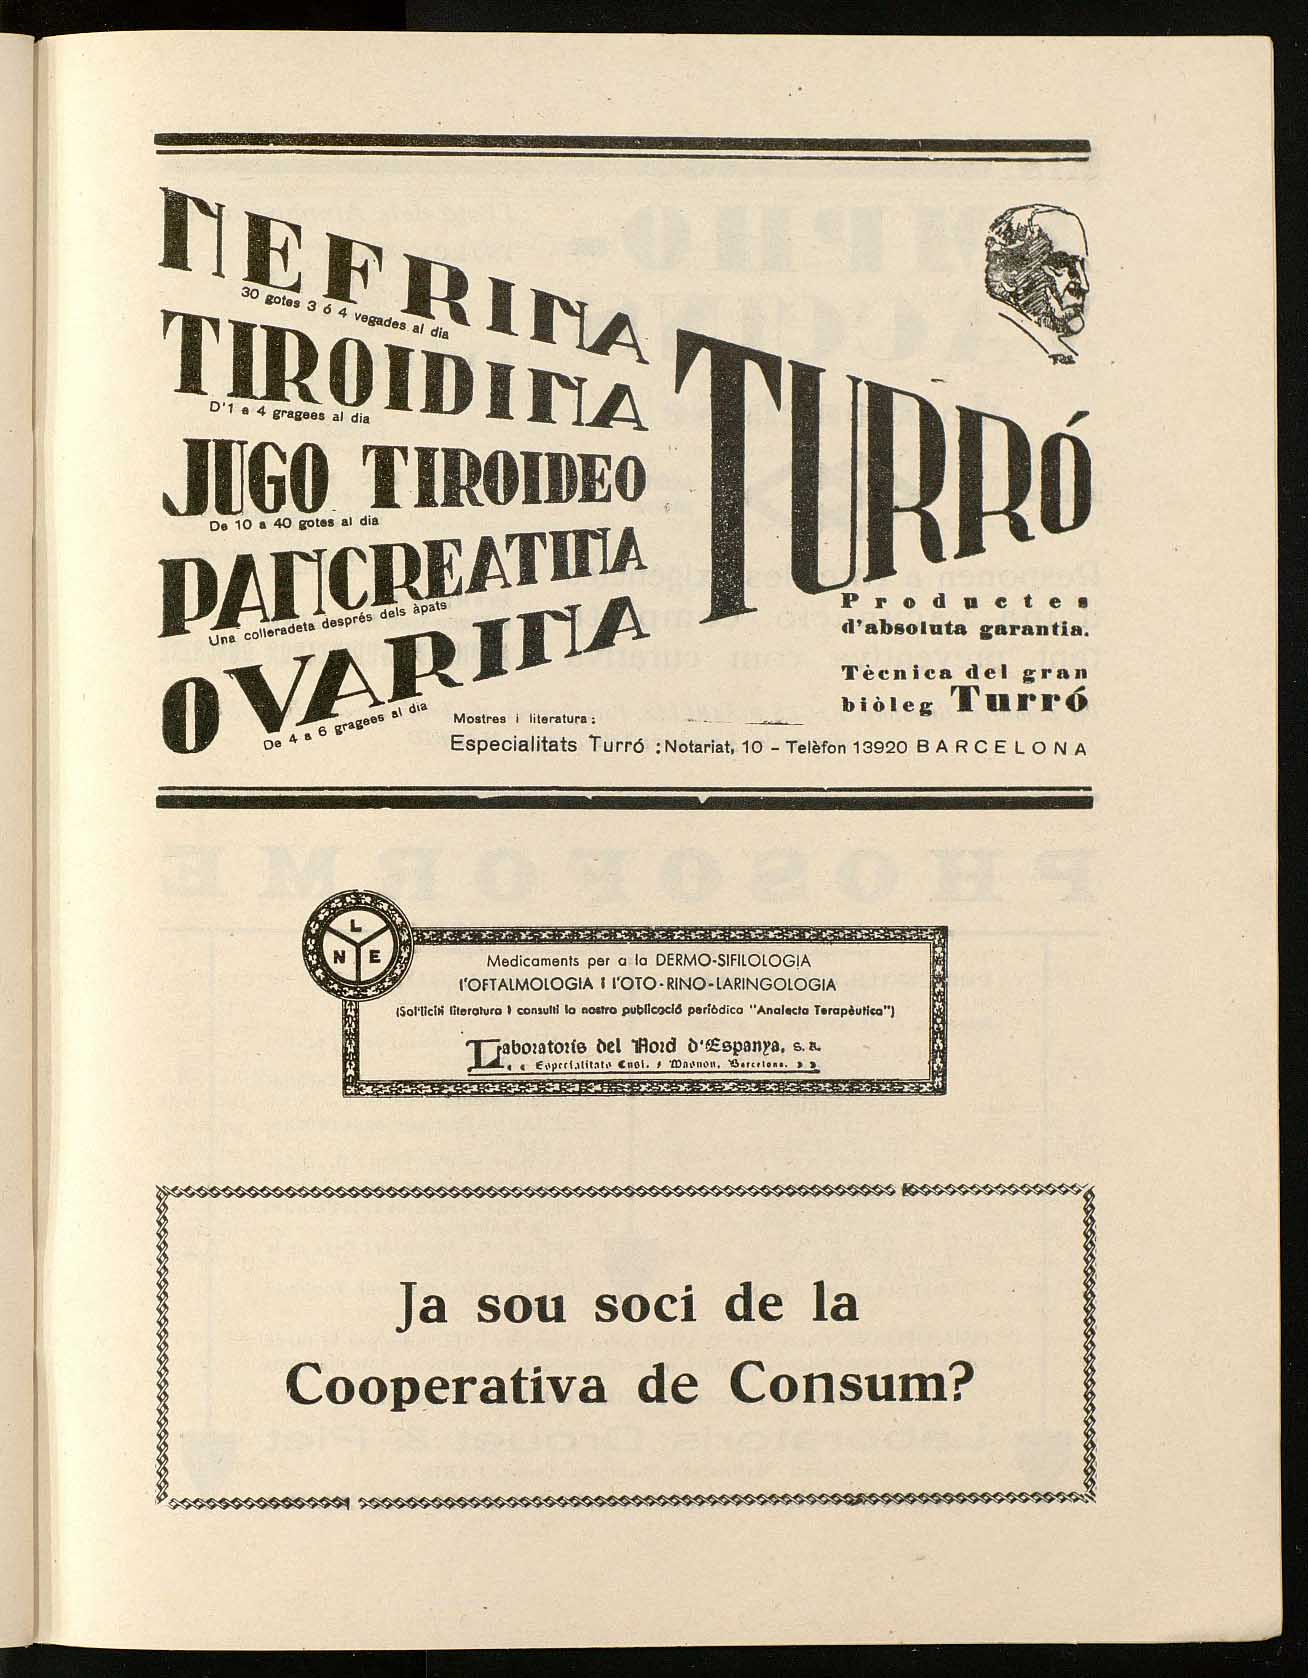 NEFRINA
30 gotes 3 ó 4 vegades al dia
TIROIDINA
D'1 a 4 gragees al dia
JUGO TIROIDEO
De 10 a 40 gotes al dia
PANCREATINA
Una colleradeta després dels àpats
OVARINA
De 4 a 6 gragees al dia
TURRÓ
Productes
d'absoluta garantia.
Tècnica del gran
biòleg Turró
Mostres i literatura:
Especialitats Turró : Notariat, 10 - Telèfon 13920 BARCELONA
L
N E
Medicaments per a la DERMO-SIFILOLOGIA
l'OFTALMOLOGIA i l'OTO-RINO-LARINGOLOGIA
(Sol·liciti literatura i consulti la nostra publicació periòdica "Analecta Terapèutica")
Laboratoris del Nord d'Espanya, s. a.
Especialitats Cusí. Masnou, Barcelona.
Ja sou soci de la
Cooperativa de Consum?